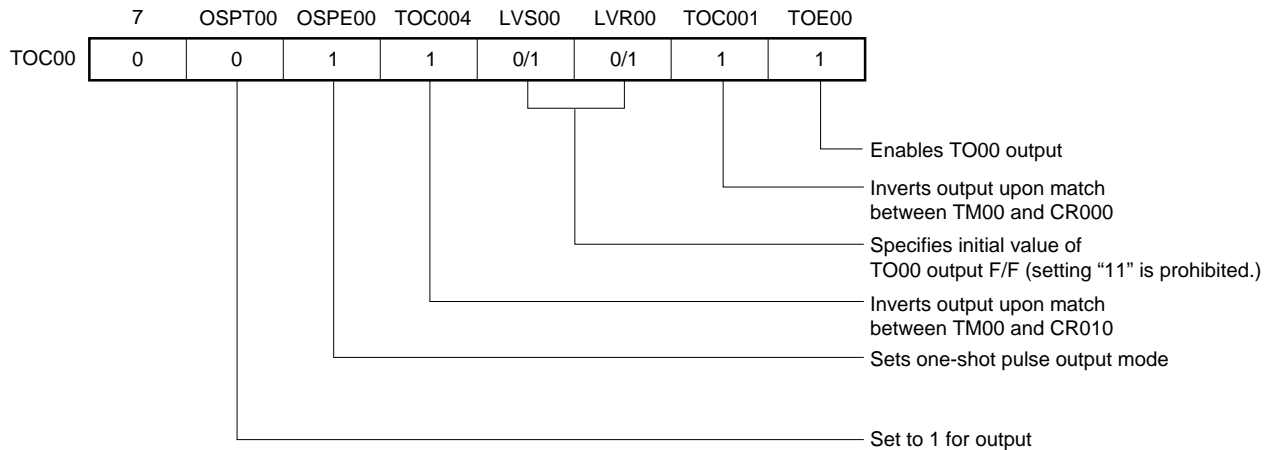 7 OSPT00 OSPE00 TOC004 LVS00 LVR00 TOC001 TOE00
TOC00 0 0 1 1 0/1 0/1 1 1
Enables TO00 output
Inverts output upon match
between TM00 and CR000
Specifies initial value of
TO00 output F/F (setting “11” is prohibited.)
Inverts output upon match
between TM00 and CR010
Sets one-shot pulse output mode
Set to 1 for output